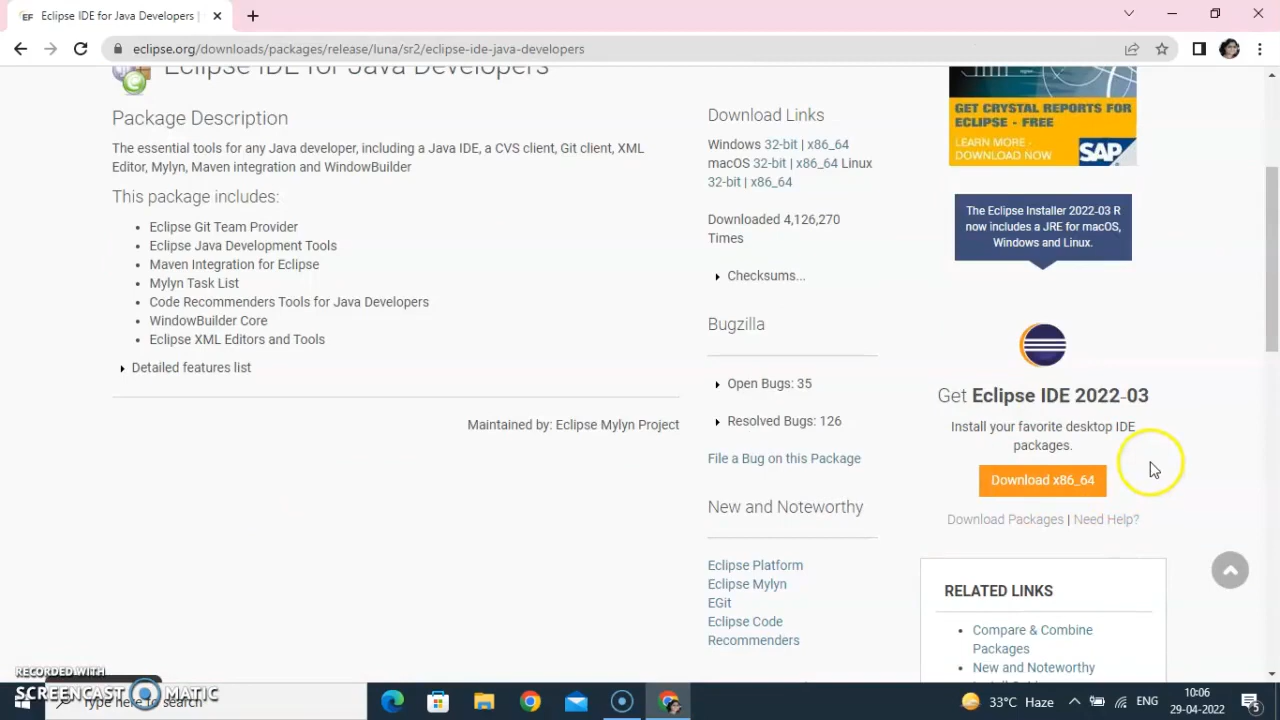 Eclipse IDE for Java Developers |
eclipse.org/downloads/packages/release/luna/sr2/eclipse-ide-java-developers
Eclipse IDE for Java Developers
Package Description
The essential tools for any Java developer, including a Java IDE, a CVS client, Git client, XML
Editor, Mylyn, Maven integration and WindowBuilder
This package includes:
Eclipse Git Team Provider
Eclipse Java Development Tools
Maven Integration for Eclipse
Mylyn Task List
Code Recommenders Tools for Java Developers
WindowBuilder Core
Eclipse XML Editors and Tools
Detailed features list
Maintained by: Eclipse Mylyn Project
Download Links
Windows 32-bit | x86_64
macOS 32-bit | x86_64 Linux
32-bit | x86_64
Downloaded 4,126,270
Times
Checksums...
Bugzilla
Open Bugs: 35
Resolved Bugs: 126
File a Bug on this Package
New and Noteworthy
Eclipse Platform
Eclipse Mylyn
EGit
Eclipse Code
Recommenders
GET CRYSTAL REPORTS FOR
ECLIPSE - FREE
LEARN MORE -
DOWNLOAD NOW
SAP
The Eclipse Installer 2022-03 R
now includes a JRE for macOS,
Windows and Linux.
Get Eclipse IDE 2022-03
Install your favorite desktop IDE
packages.
Download x86_64
Download Packages | Need Help?
RELATED LINKS
Compare & Combine
Packages
New and Noteworthy
RECORDED WITH
SCREENCAST MATIC
Type here to search
33°C Haze
ENG
10:06
29-04-2022
5